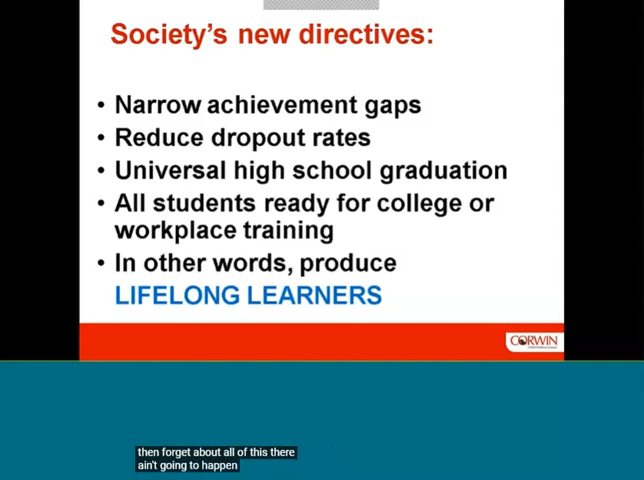 Society's new directives:
• Narrow achievement gaps
• Reduce dropout rates
• Universal high school graduation
• All students ready for college or
workplace training
• In other words, produce
LIFELONG LEARNERS
CORWIN
then forget about all of this there
ain't going to happen